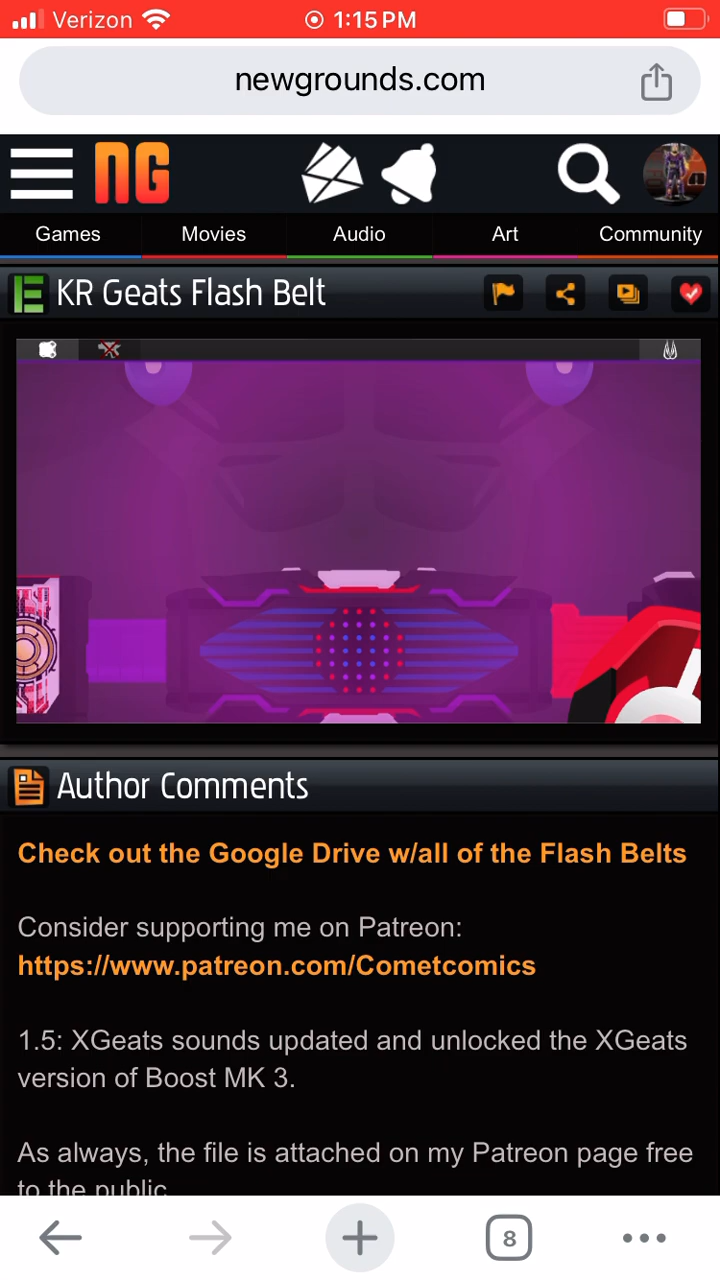 Verizon 1:15 PM
newgrounds.com
NG
Games Movies Audio Art Community
E KR Geats Flash Belt
Author Comments
Check out the Google Drive w/all of the Flash Belts
Consider supporting me on Patreon:
https://www.patreon.com/Cometcomics
1.5: XGeats sounds updated and unlocked the XGeats
version of Boost MK 3.
As always, the file is attached on my Patreon page free
to the public
8